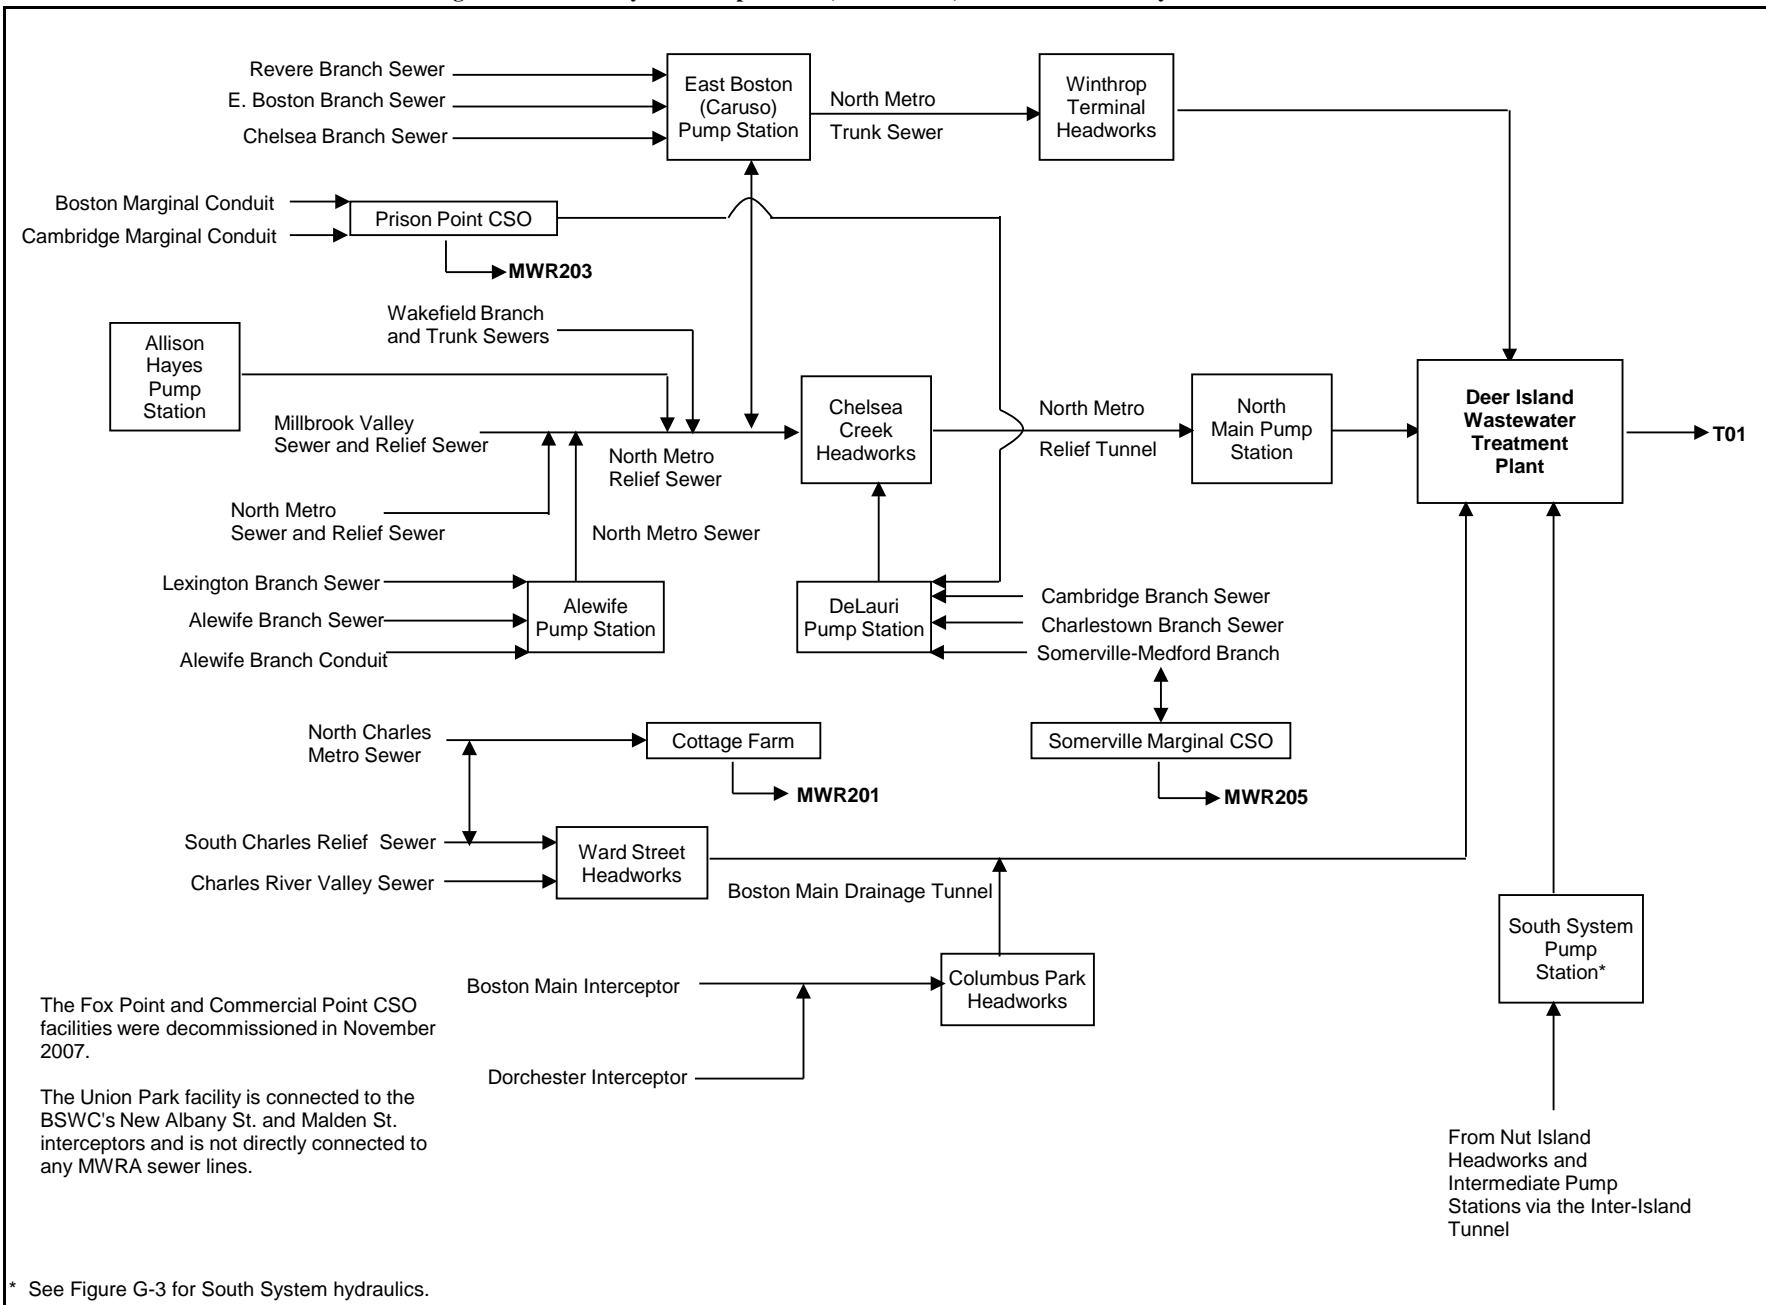 Revere Branch Sewer
E. Boston Branch Sewer
Chelsea Branch Sewer
East Boston
(Caruso)
Pump Station
North Metro
Trunk Sewer
Winthrop
Terminal
Headworks
Boston Marginal Conduit
Cambridge Marginal Conduit
Prison Point CSO
MWR203
Wakefield Branch
and Trunk Sewers
Allison
Hayes
Pump
Station
Millbrook Valley
Sewer and Relief Sewer
North Metro
Relief Sewer
Chelsea
Creek
Headworks
North Metro
Relief Tunnel
North
Main Pump
Station
Deer Island
Wastewater
Treatment
Plant
T01
North Metro
Sewer and Relief Sewer
North Metro Sewer
Lexington Branch Sewer
Alewife Branch Sewer
Alewife Branch Conduit
Alewife
Pump Station
DeLauri
Pump Station
Cambridge Branch Sewer
Charlestown Branch Sewer
Somerville-Medford Branch
North Charles
Metro Sewer
Cottage Farm
MWR201
Somerville Marginal CSO
MWR205
South Charles Relief  Sewer
Charles River Valley Sewer
Ward Street
Headworks
Boston Main Drainage Tunnel
South System
Pump
Station*
Boston Main Interceptor
Columbus Park
Headworks
Dorchester Interceptor
The Fox Point and Commercial Point CSO
facilities were decommissioned in November
2007.
The Union Park facility is connected to the
BSWC's New Albany St. and Malden St.
interceptors and is not directly connected to
any MWRA sewer lines.
From Nut Island
Headworks and
Intermediate Pump
Stations via the Inter-Island
Tunnel
* See Figure G-3 for South System hydraulics.